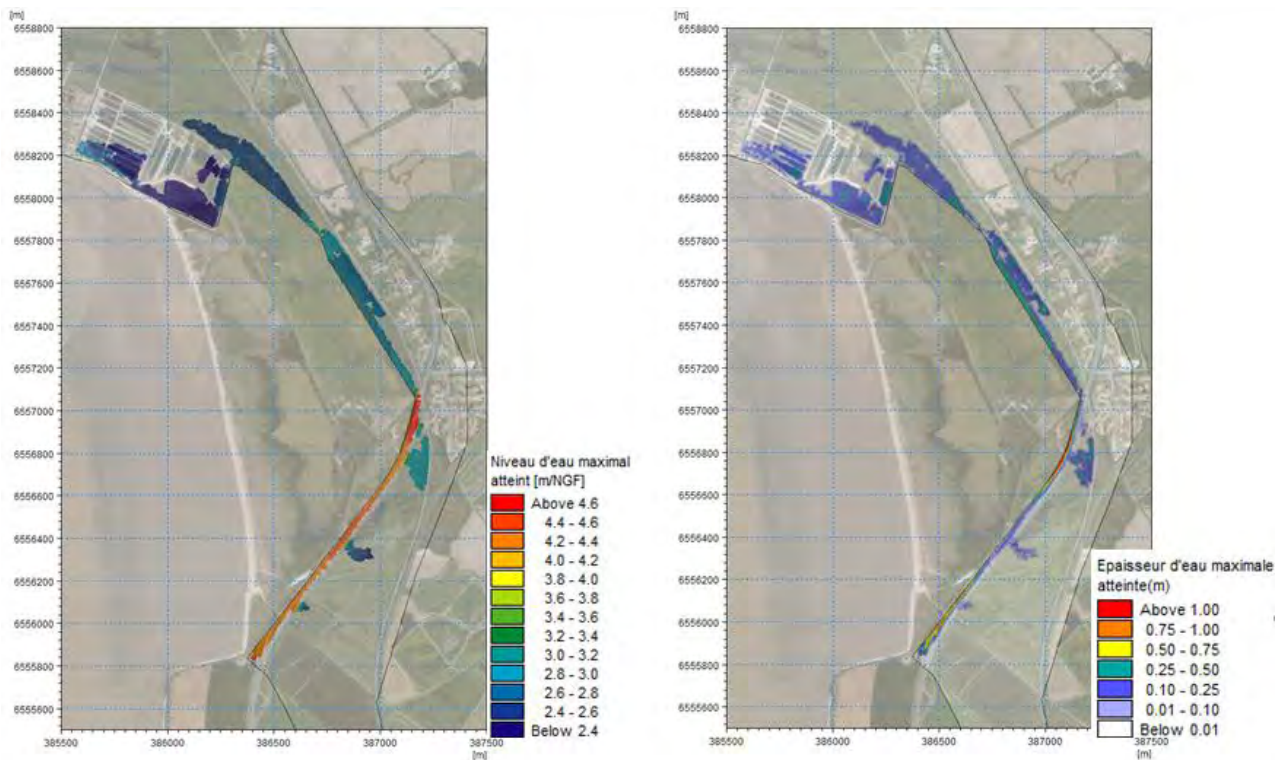 [m]
6558800
6558600
6558400
6558200
6558000
6557800
6557600
6557400
6557200
6557000
6556800
6556600
6556400
6556200
6556000
6555800
6555600
385500 386000 386500 387000 387500
[m]
Niveau d'eau maximal
atteint [m/NGF]
Above 4.6
4.4 - 4.6
4.2 - 4.4
4.0 - 4.2
3.8 - 4.0
3.6 - 3.8
3.4 - 3.6
3.2 - 3.4
3.0 - 3.2
2.8 - 3.0
2.6 - 2.8
2.4 - 2.6
Below 2.4
[m]
6558800
6558600
6558400
6558200
6558000
6557800
6557600
6557400
6557200
6557000
6556800
6556600
6556400
6556200
6556000
6555800
6555600
385500 386000 386500 387000 387500
[m]
Epaisseur d'eau maximale
atteinte(m)
Above 1.00
0.75 - 1.00
0.50 - 0.75
0.25 - 0.50
0.10 - 0.25
0.01 - 0.10
Below 0.01